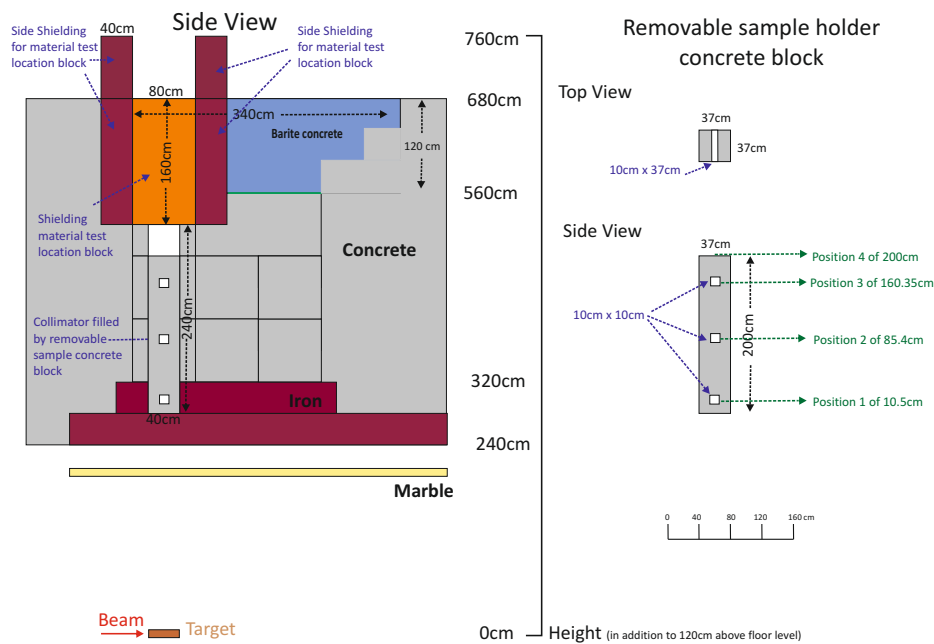 Side View
40cm
Side Shielding
for material test
location block
Side Shielding
for material test
location block
80cm
340cm
Barite concrete
120 cm
160cm
Shielding
material test
location block
Concrete
240cm
Collimator filled
by removable
sample concrete
block
Iron
40cm
Marble
Beam
Target
760cm
680cm
560cm
320cm
240cm
0cm
Height (in addition to 120cm above floor level)
Removable sample holder
concrete block
Top View
37cm
37cm
10cm x 37cm
Side View
37cm
Position 4 of 200cm
Position 3 of 160.35cm
10cm x 10cm
200cm
Position 2 of 85.4cm
Position 1 of 10.5cm
0 40 80 120 160 cm